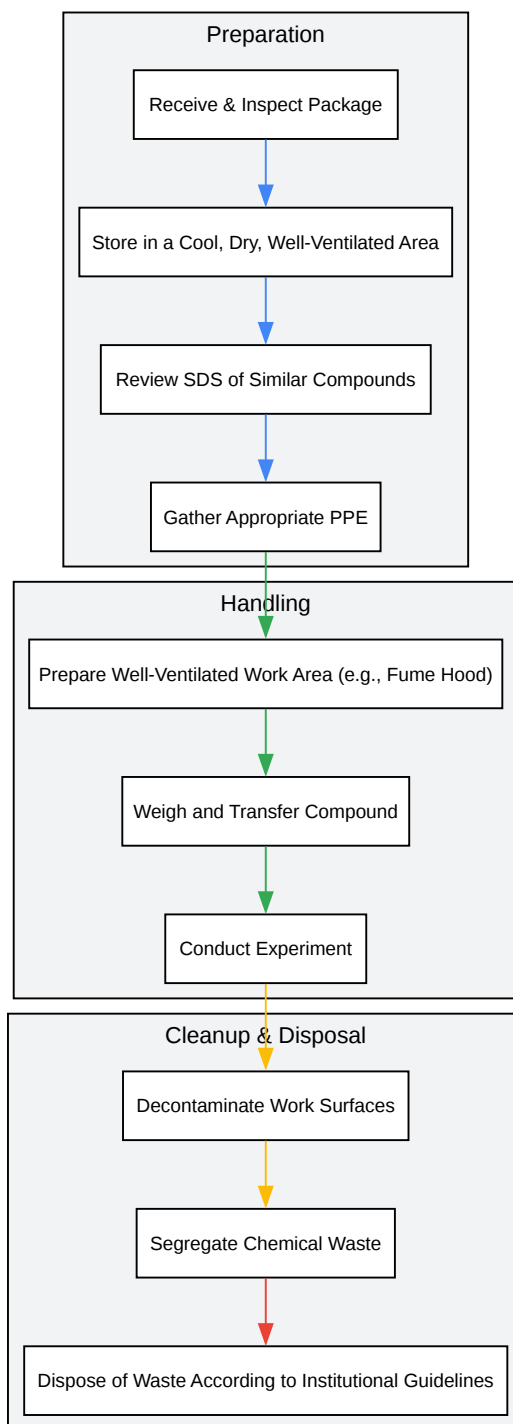 Preparation
Receive & Inspect Package
Store in a Cool, Dry, Well-Ventilated Area
Review SDS of Similar Compounds
Gather Appropriate PPE
Handling
Prepare Well-Ventilated Work Area (e.g., Fume Hood)
Weigh and Transfer Compound
Conduct Experiment
Cleanup & Disposal
Decontaminate Work Surfaces
Segregate Chemical Waste
Dispose of Waste According to Institutional Guidelines